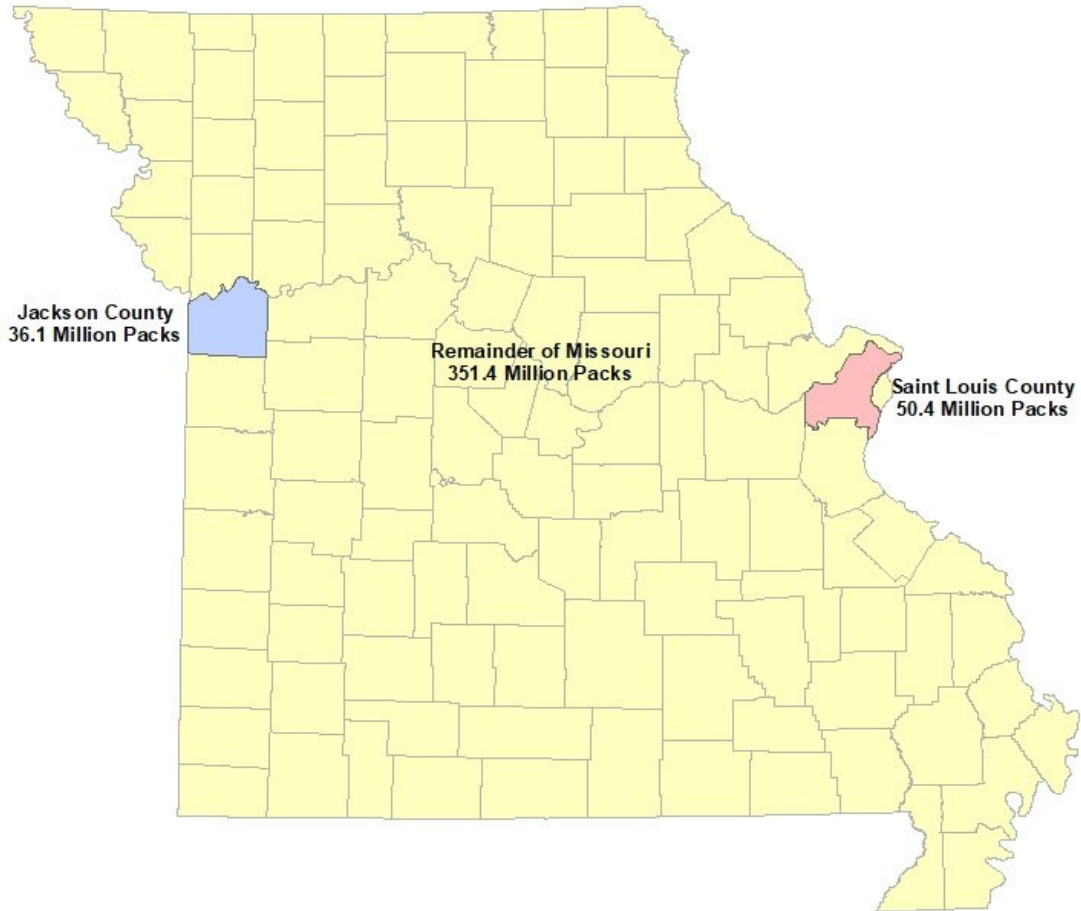 Jackson County
36.1 Million Packs
Remainder of Missouri
351.4 Million Packs
Saint Louis County
50.4 Million Packs